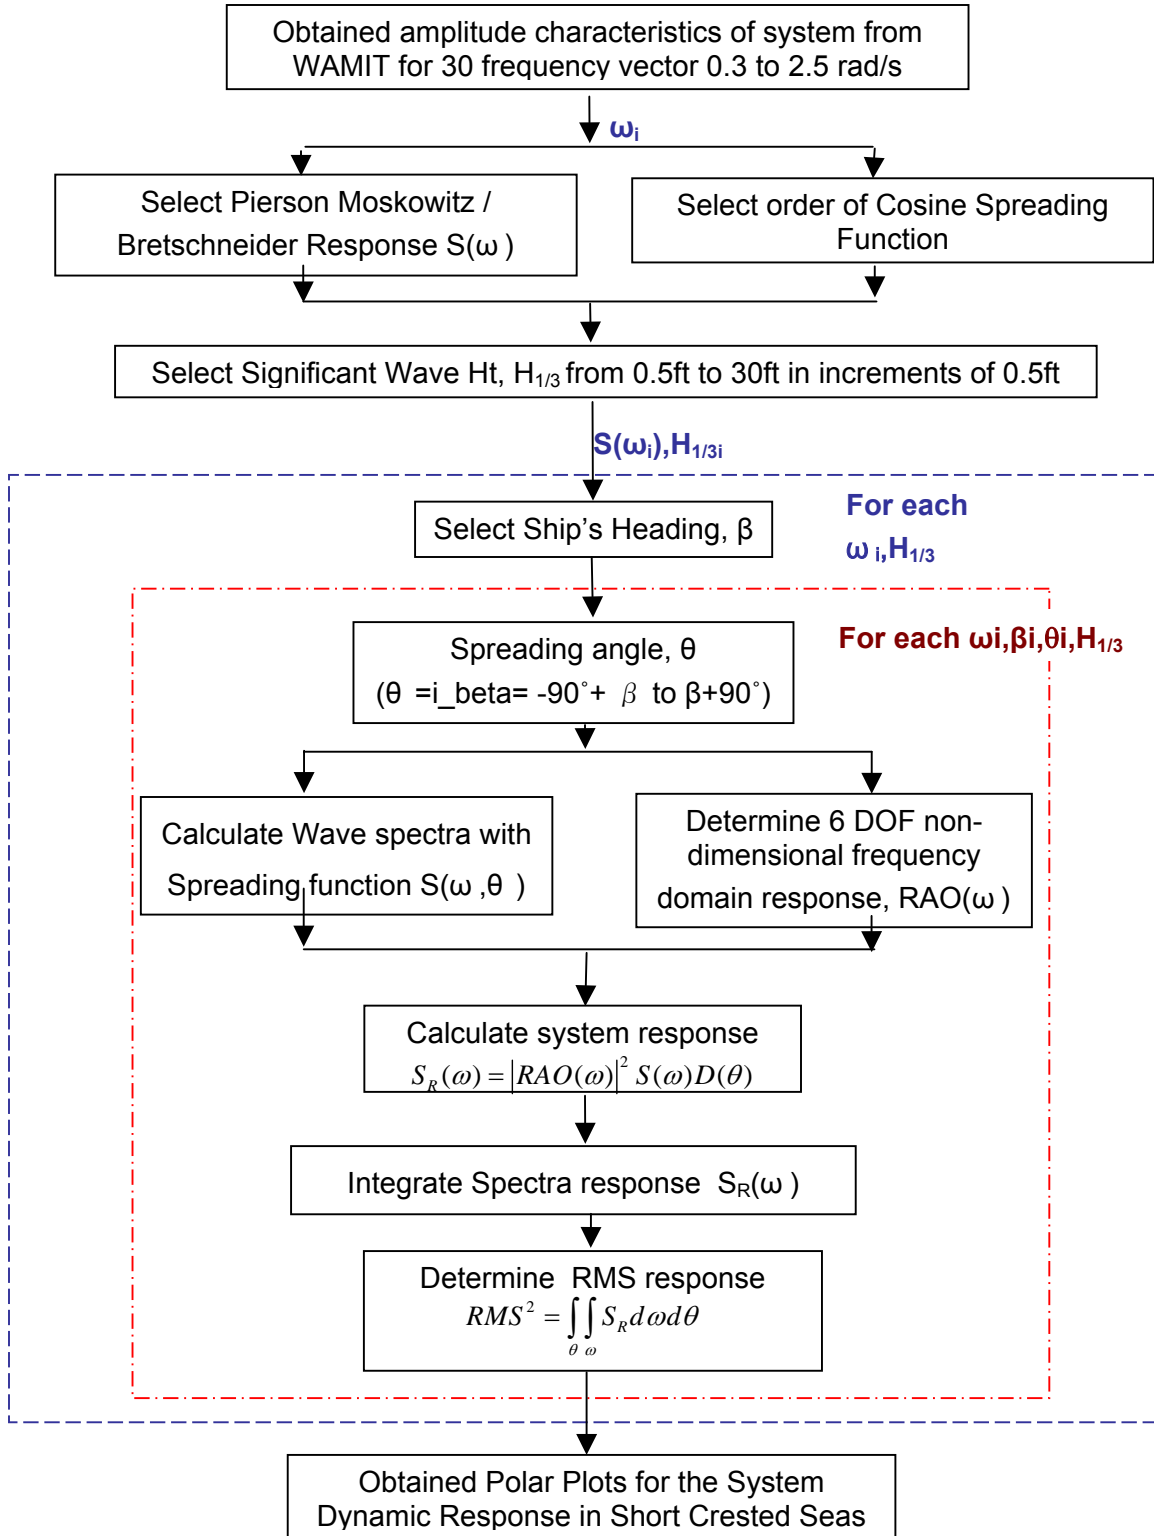 Obtained amplitude characteristics of system from
WAMIT for 30 frequency vector 0.3 to 2.5 rad/s
ωi
Select Pierson Moskowitz /
Bretschneider Response S(ω )
Select order of Cosine Spreading
Function
Select Significant Wave Ht, H1/3 from 0.5ft to 30ft in increments of 0.5ft
S(ωi),H1/3i
For each
ω i,H1/3
Select Ship's Heading, β
For each ωi,βi,θi,H1/3
Spreading angle, θ
(θ =i_beta= -90°+ β to β+90°)
Calculate Wave spectra with
Spreading function S(ω ,θ )
Determine 6 DOF non-
dimensional frequency
domain response, RAO(ω )
Calculate system response
S_R(ω) = |RAO(ω)|² S(ω)D(θ)
Integrate Spectra response SR(ω )
Determine RMS response
RMS² = ∫θ ∫ω S_R dωdθ
Obtained Polar Plots for the System
Dynamic Response in Short Crested Seas